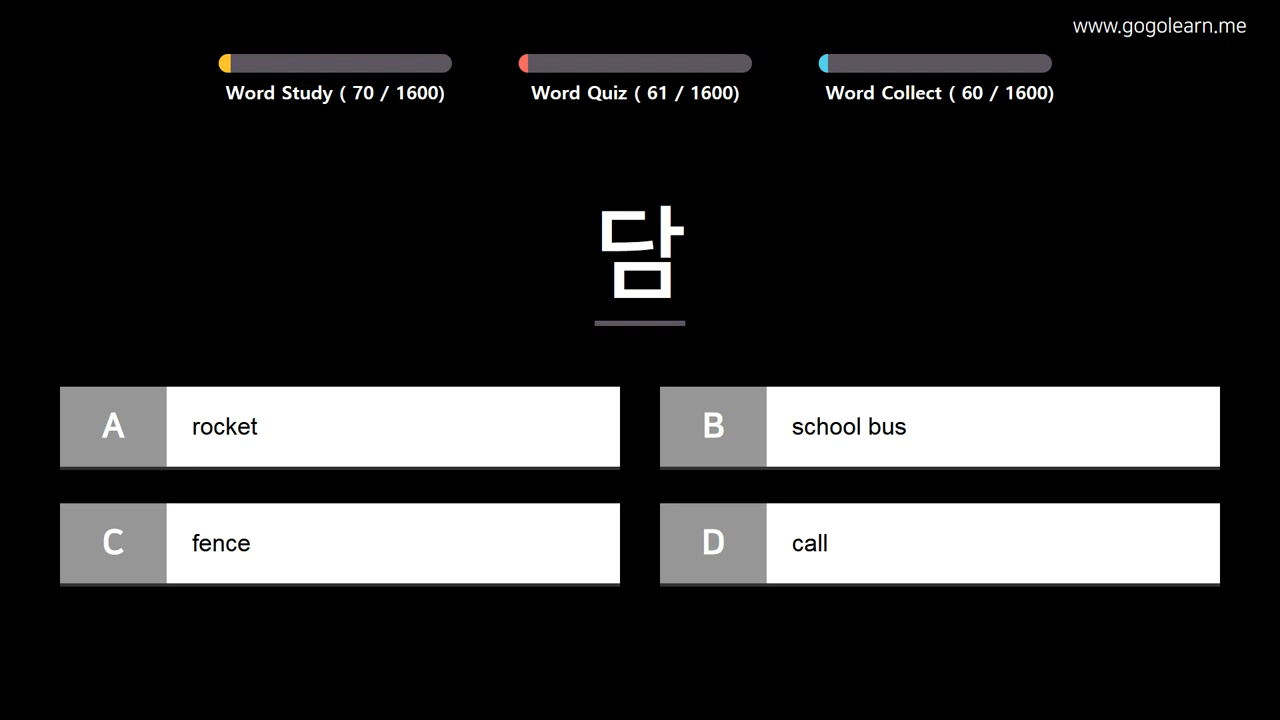 www.gogolearn.me
Word Study ( 70 / 1600)
Word Quiz ( 61 / 1600)
Word Collect ( 60 / 1600)
담
A rocket
B school bus
C fence
D call